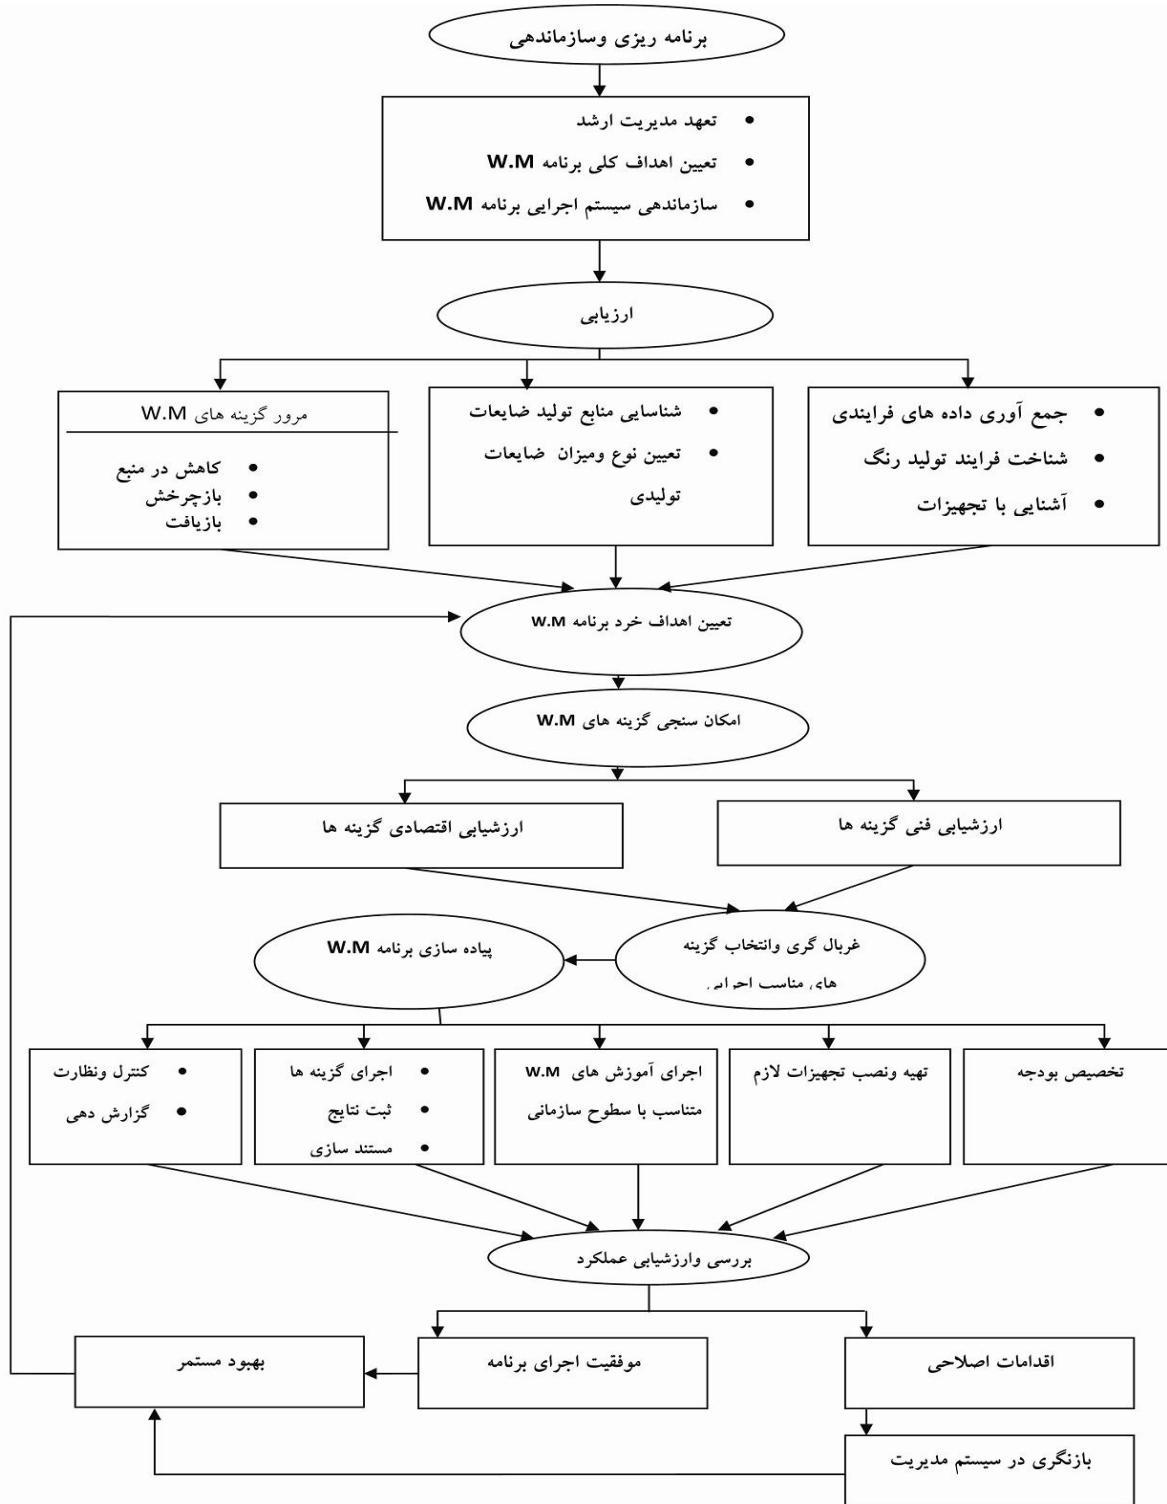 برنامه ریزی وسازماندهی
• تعهد مدیریت ارشد
• تعیین اهداف کلی برنامه W.M
• سازماندهی سیستم اجرایی برنامه W.M
ارزیابی
• جمع آوری داده های فرایندی
• شناخت فرایند تولید رنگ
• آشنایی با تجهیزات
• شناسایی منابع تولید ضایعات
• تعیین نوع ومیزان ضایعات
تولیدی
مرور گزینه های W.M
• کاهش در منبع
• بازچرخش
• بازیافت
تعیین اهداف خرد برنامه W.M
امکان سنجی گزینه های W.M
ارزشیابی فنی گزینه ها
ارزشیابی اقتصادی گزینه ها
غربال گری وانتخاب گزینه
های مناسب اجرایی
پیاده سازی برنامه W.M
تخصیص بودجه
تهیه ونصب تجهیزات لازم
اجرای آموزش های W.M
متناسب با سطوح سازمانی
• اجرای گزینه ها
• ثبت نتایج
• مستند سازی
• کنترل ونظارت
• گزارش دهی
بررسی وارزشیابی عملکرد
اقدامات اصلاحی
موفقیت اجرای برنامه
بهبود مستمر
بازنگری در سیستم مدیریت